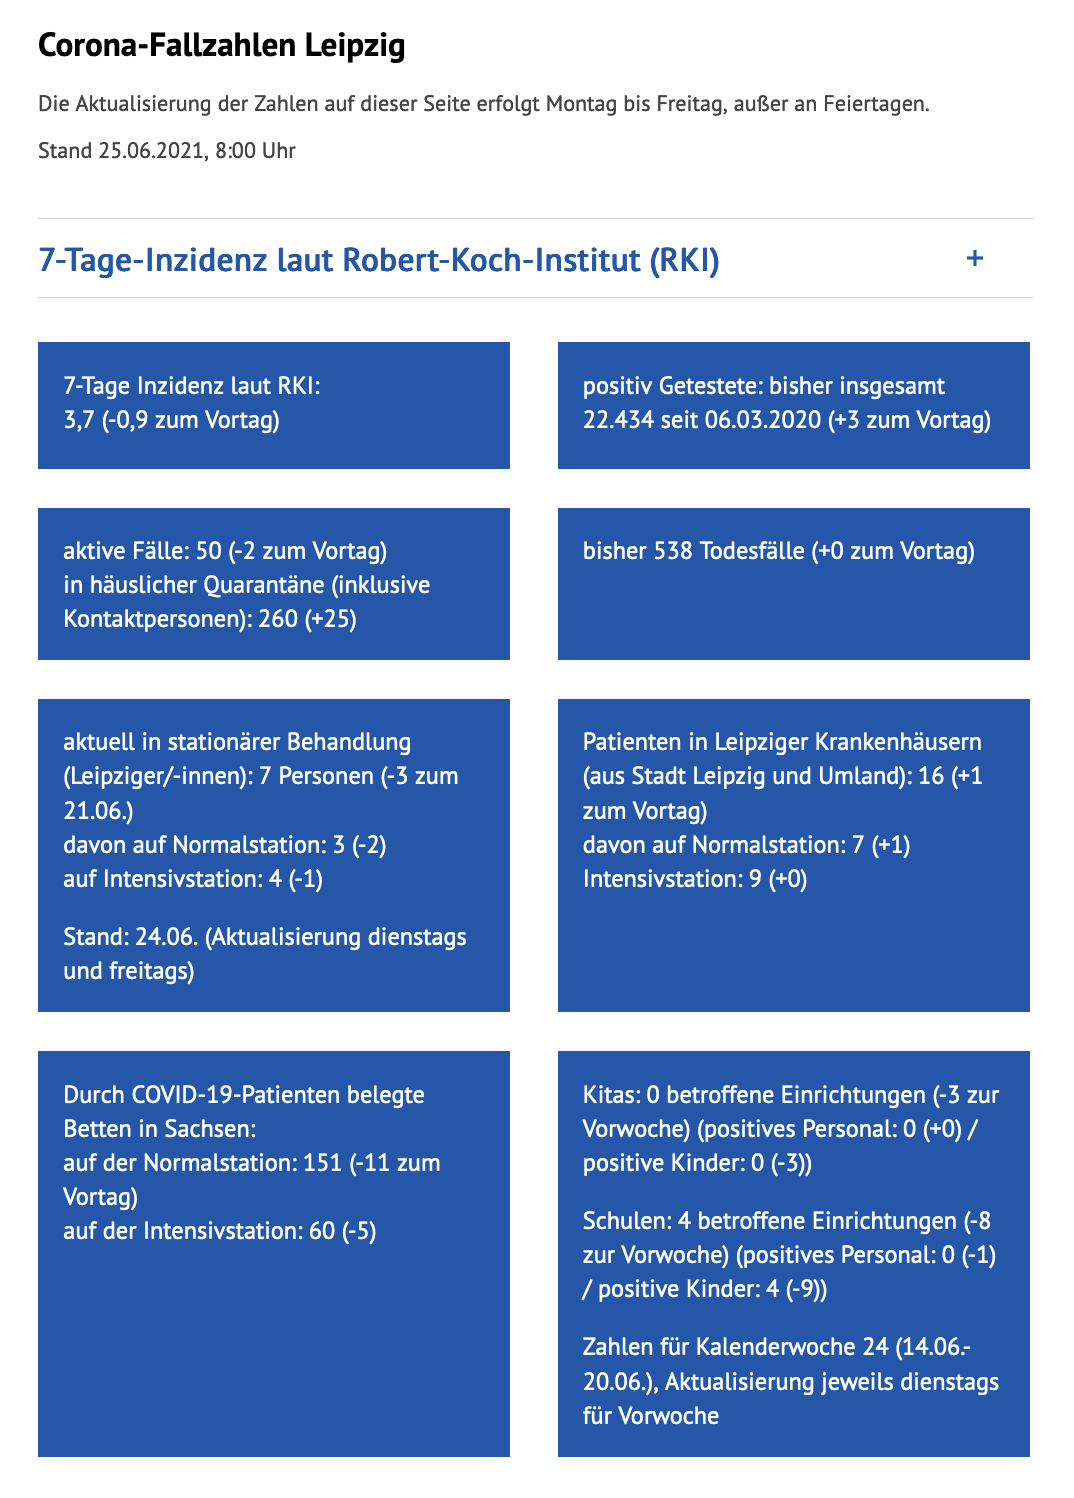 Corona-Fallzahlen Leipzig
Die Aktualisierung der Zahlen auf dieser Seite erfolgt Montag bis Freitag, außer an Feiertagen.
Stand 25.06.2021, 8:00 Uhr
7-Tage-Inzidenz laut Robert-Koch-Institut (RKI) +
7-Tage Inzidenz laut RKI:
3,7 (-0,9 zum Vortag)
positiv Getestete: bisher insgesamt
22.434 seit 06.03.2020 (+3 zum Vortag)
aktive Fälle: 50 (-2 zum Vortag)
in häuslicher Quarantäne (inklusive
Kontaktpersonen): 260 (+25)
bisher 538 Todesfälle (+0 zum Vortag)
aktuell in stationärer Behandlung
(Leipziger/-innen): 7 Personen (-3 zum
21.06.)
davon auf Normalstation: 3 (-2)
auf Intensivstation: 4 (-1)
Stand: 24.06. (Aktualisierung dienstags
und freitags)
Patienten in Leipziger Krankenhäusern
(aus Stadt Leipzig und Umland): 16 (+1
zum Vortag)
davon auf Normalstation: 7 (+1)
Intensivstation: 9 (+0)
Durch COVID-19-Patienten belegte
Betten in Sachsen:
auf der Normalstation: 151 (-11 zum
Vortag)
auf der Intensivstation: 60 (-5)
Kitas: 0 betroffene Einrichtungen (-3 zur
Vorwoche) (positives Personal: 0 (+0) /
positive Kinder: 0 (-3))
Schulen: 4 betroffene Einrichtungen (-8
zur Vorwoche) (positives Personal: 0 (-1)
/ positive Kinder: 4 (-9))
Zahlen für Kalenderwoche 24 (14.06.-
20.06.), Aktualisierung jeweils dienstags
für Vorwoche